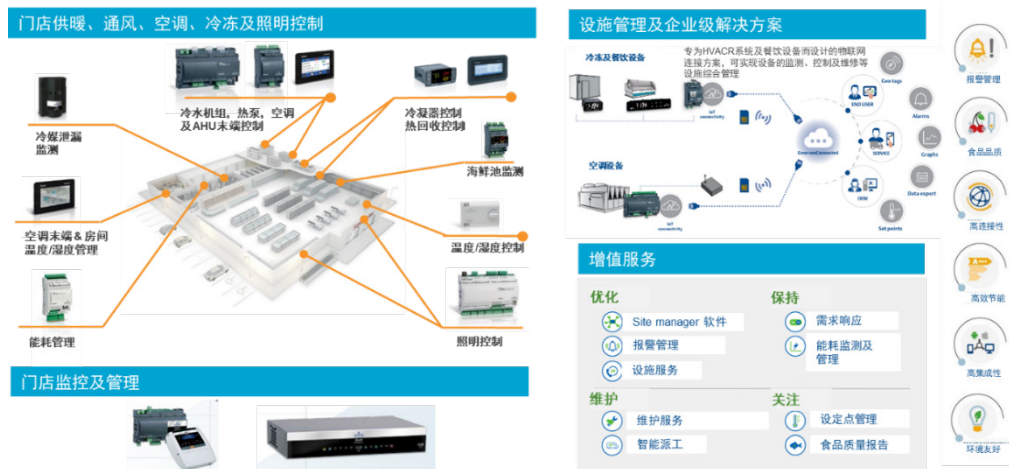 门店供暖、通风、空调、冷冻及照明控制
冷媒泄漏
监测
冷水机组，热泵，空调
及AHU末端控制
冷凝器控制
热回收控制
海鲜池监测
空调末端＆房间
温度/湿度管理
温度/湿度控制
能耗管理
照明控制
门店监控及管理
设施管理及企业级解决方案
冷冻及餐饮设备
专为HVACR系统及餐饮设备而设计的物联网
连接方案，可实现设备的监测、控制及维修等
设施综合管理
IoT
connectivity
空调设备
IoT
connectivity
EmersonConnected
END USER
SERVICE
OEM
Geo tags
Alarms
Graphs
Data export
Set points
增值服务
优化
Site manager 软件
报警管理
设施服务
保持
需求响应
能耗监测及
管理
维护
维护服务
智能派工
关注
设定点管理
食品质量报告
报警管理
食品品质
高连接性
高效节能
高集成性
环境友好